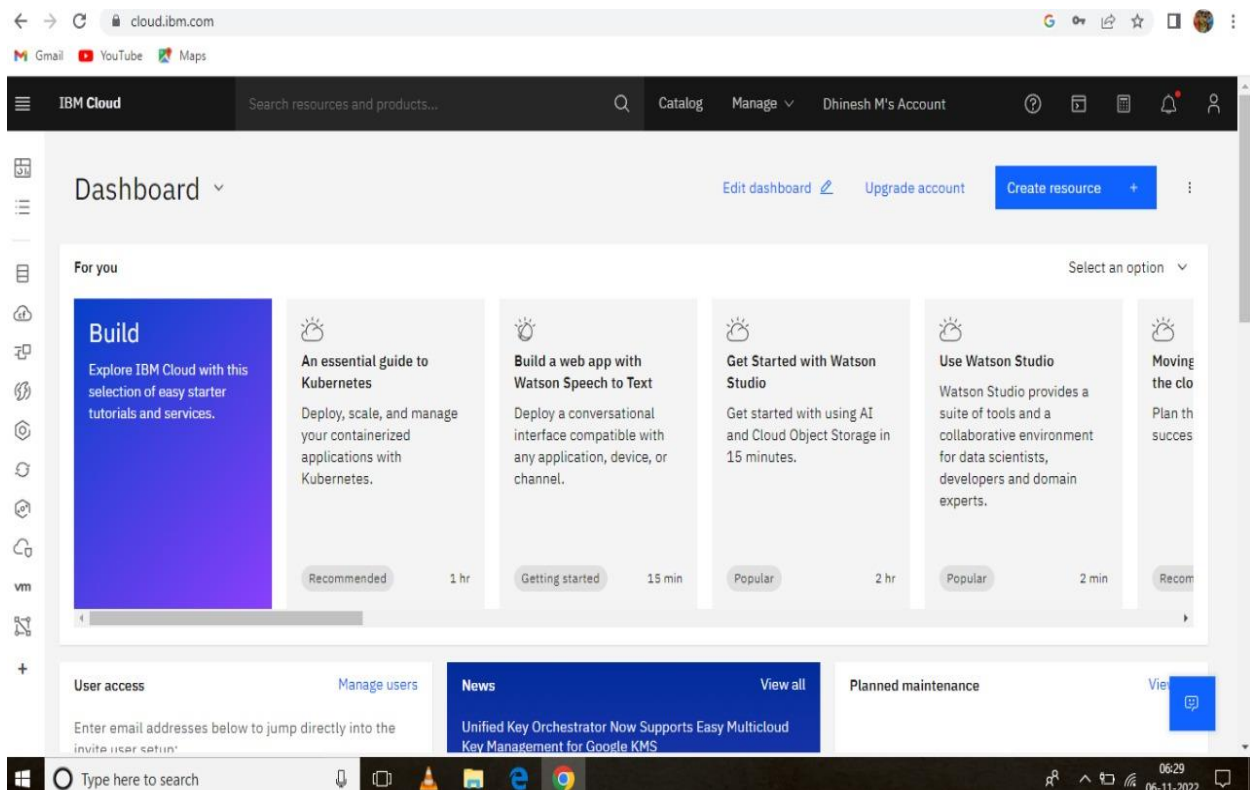 cloud.ibm.com
Gmail YouTube Maps
IBM Cloud Search resources and products... Catalog Manage Dhinesh M's Account
Dashboard Edit dashboard Upgrade account Create resource +
For you Select an option
Build
Explore IBM Cloud with this
selection of easy starter
tutorials and services.
An essential guide to
Kubernetes
Deploy, scale, and manage
your containerized
applications with
Kubernetes.
Recommended 1 hr
Build a web app with
Watson Speech to Text
Deploy a conversational
interface compatible with
any application, device, or
channel.
Getting started 15 min
Get Started with Watson
Studio
Get started with using AI
and Cloud Object Storage in
15 minutes.
Popular 2 hr
Use Watson Studio
Watson Studio provides a
suite of tools and a
collaborative environment
for data scientists,
developers and domain
experts.
Popular 2 min
Moving
the clo
Plan th
succes
Recom
vm
User access Manage users
Enter email addresses below to jump directly into the
invite user setup:
News View all
Unified Key Orchestrator Now Supports Easy Multicloud
Key Management for Google KMS
Planned maintenance
Type here to search
06:29
06-11-2022